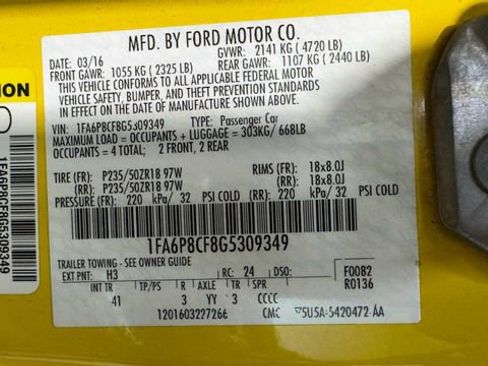 MFD. BY FORD MOTOR CO.
DATE: 03/16 GVWR: 2141 KG ( 4720 LB)
FRONT GAWR: 1055 KG ( 2325 LB) REAR GAWR: 1107 KG ( 2440 LB)
THIS VEHICLE CONFORMS TO ALL APPLICABLE FEDERAL MOTOR
VEHICLE SAFETY, BUMPER, AND THEFT PREVENTION STANDARDS
IN EFFECT ON THE DATE OF MANUFACTURE SHOWN ABOVE.
VIN: 1FA6P8CF8G5309349 TYPE: Passenger Car
MAXIMUM LOAD = OCCUPANTS + LUGGAGE = 303KG/ 668LB
OCCUPANTS = 4 TOTAL; 2 FRONT, 2 REAR
TIRE (FR): P235/50ZR18 97W RIMS (FR): 18x8.0J
TIRE (RR): P235/50ZR18 97W (RR): 18x8.0J
PRESSURE (FR): 220 kPa/ 32 PSI COLD (RR): 220 kPa/ 32 PSI COLD
1FA6P8CF8G5309349
TRAILER TOWING - SEE OWNER GUIDE
EXT PNT: H3 RC: 24 DSO: F0082
INT TR TP/PS R AXLE TR SPR R0136
41 3 YY 3 CCCC
1201603227266 CMC 5U5A-5420472-AA
ION
1FA6P8CF8G5309349